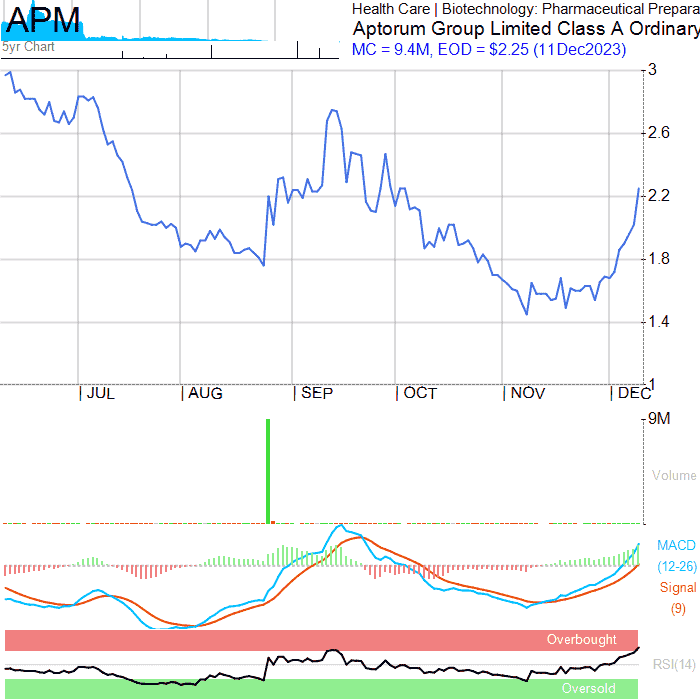 APM
5yr Chart
Health Care | Biotechnology: Pharmaceutical Prepara
Aptorum Group Limited Class A Ordinary
MC = 9.4M, EOD = $2.25 (11Dec2023)
3
2.6
2.2
1.8
1.4
1
JUL AUG SEP OCT NOV DEC
9M
Volume
MACD
(12-26)
Signal
(9)
Overbought
RSI(14)
Oversold